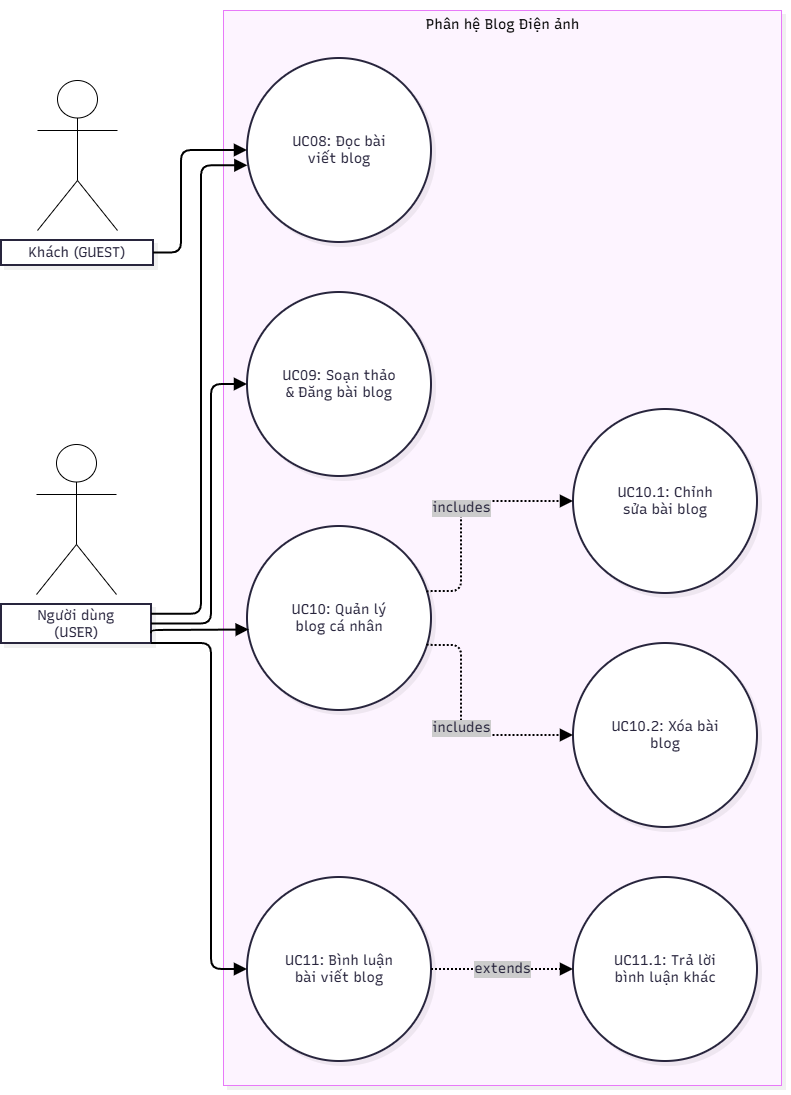 Phân hệ Blog Điện ảnh
UC08: Đọc bài
viết blog
Khách (GUEST)
UC09: Soạn thảo
& Đăng bài blog
UC10.1: Chỉnh
sửa bài blog
includes
Người dùng
(USER)
UC10: Quản lý
blog cá nhân
includes
UC10.2: Xóa bài
blog
UC11: Bình luận
bài viết blog
extends
UC11.1: Trả lời
bình luận khác